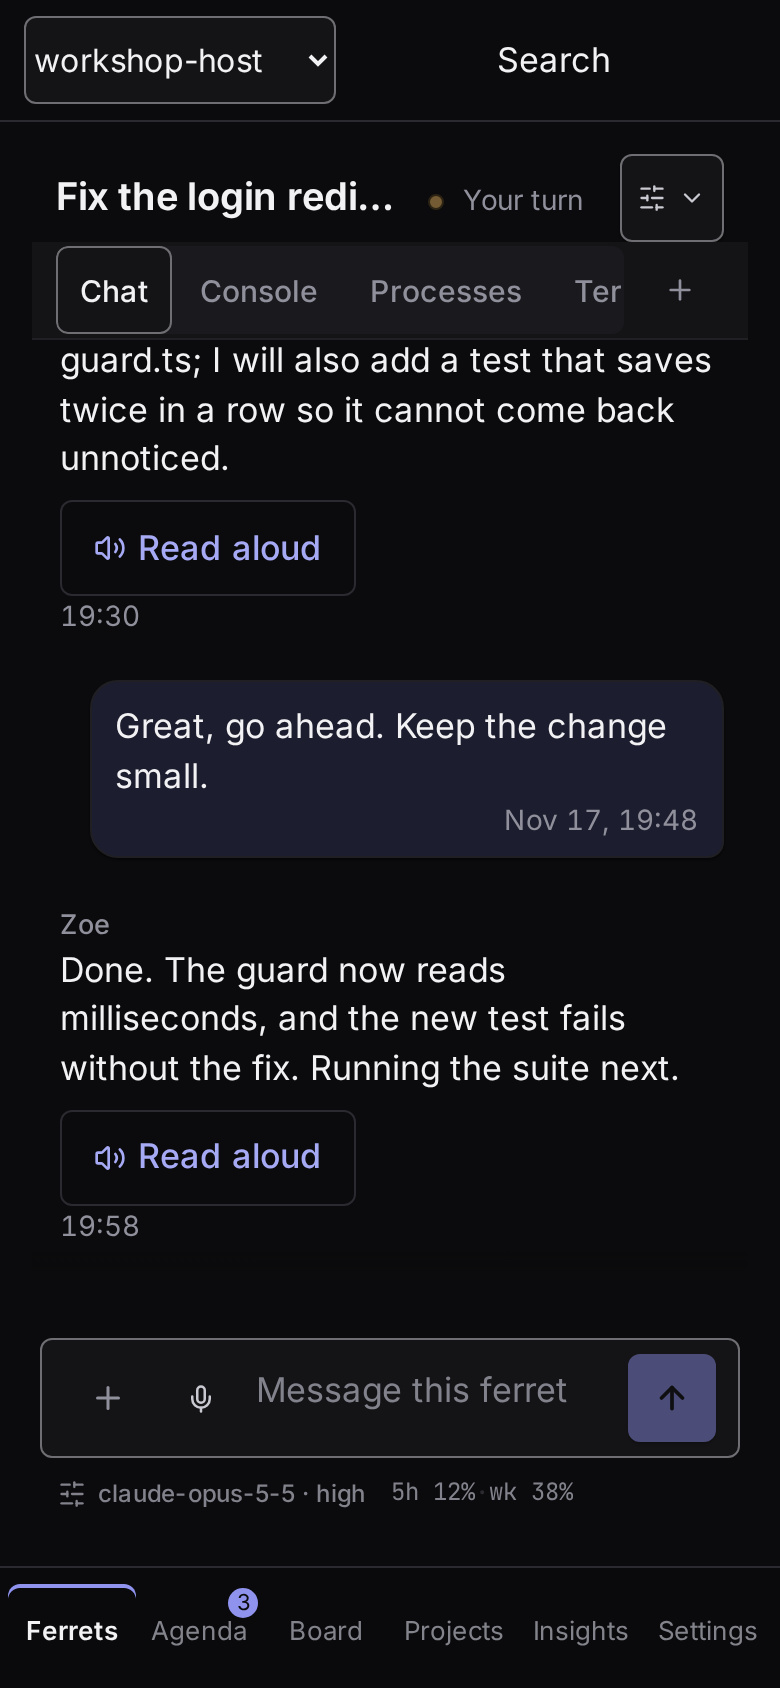 workshop-host
Search
Fix the login redi...
Your turn
Chat
Console
Processes
Ter
guard.ts; I will also add a test that saves
twice in a row so it cannot come back
unnoticed.
Read aloud
19:30
Great, go ahead. Keep the change
small.
Nov 17, 19:48
Zoe
Done. The guard now reads
milliseconds, and the new test fails
without the fix. Running the suite next.
Read aloud
19:58
Message this ferret
claude-opus-5-5 · high
5h 12% · wk 38%
3
Ferrets
Agenda
Board
Projects
Insights
Settings